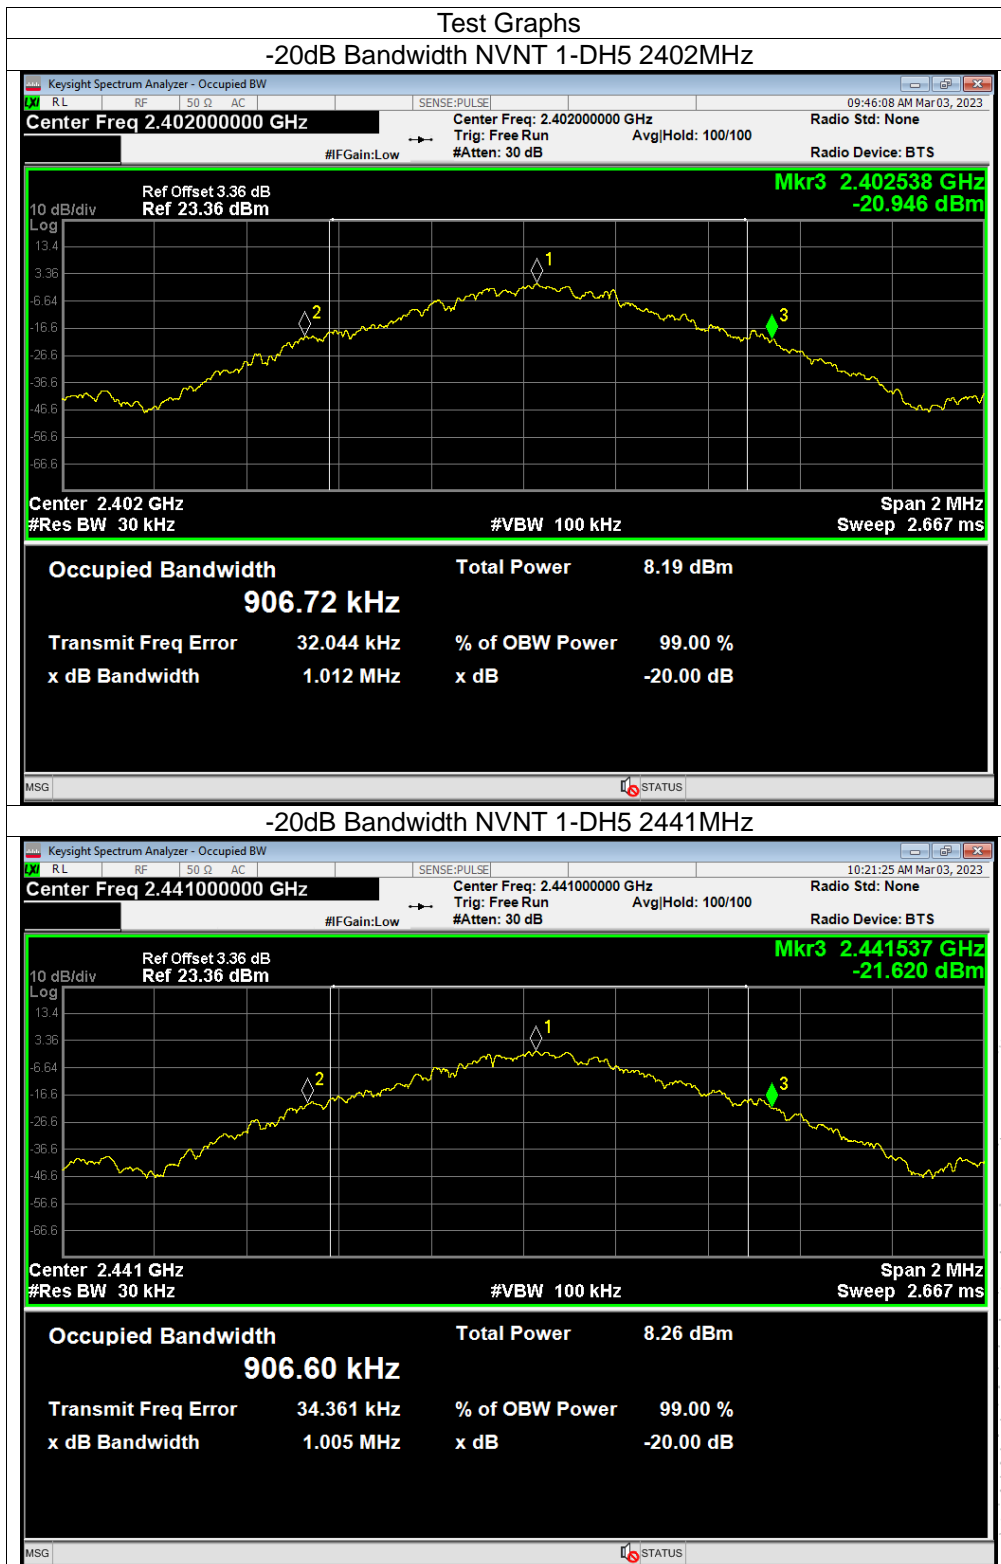 Test Graphs
-20dB Bandwidth NVNT 1-DH5 2402MHz
Keysight Spectrum Analyzer - Occupied BW
LXI RL RF 50 Ω AC SENSE:PULSE 09:46:08 AM Mar 03, 2023
Center Freq 2.402000000 GHz Center Freq: 2.402000000 GHz Radio Std: None
Trig: Free Run Avg|Hold: 100/100
#IFGain:Low #Atten: 30 dB Radio Device: BTS
Mkr3 2.402538 GHz
Ref Offset 3.36 dB
10 dB/div Ref 23.36 dBm -20.946 dBm
Log
13.4
3.36
-6.64
-16.6
-26.6
-36.6
-46.6
-56.6
-66.6
1
2
3
Center 2.402 GHz Span 2 MHz
#Res BW 30 kHz #VBW 100 kHz Sweep 2.667 ms
Occupied Bandwidth Total Power 8.19 dBm
906.72 kHz
Transmit Freq Error 32.044 kHz % of OBW Power 99.00 %
x dB Bandwidth 1.012 MHz x dB -20.00 dB
MSG STATUS
-20dB Bandwidth NVNT 1-DH5 2441MHz
Keysight Spectrum Analyzer - Occupied BW
LXI RL RF 50 Ω AC SENSE:PULSE 10:21:25 AM Mar 03, 2023
Center Freq 2.441000000 GHz Center Freq: 2.441000000 GHz Radio Std: None
Trig: Free Run Avg|Hold: 100/100
#IFGain:Low #Atten: 30 dB Radio Device: BTS
Mkr3 2.441537 GHz
Ref Offset 3.36 dB
10 dB/div Ref 23.36 dBm -21.620 dBm
Log
13.4
3.36
-6.64
-16.6
-26.6
-36.6
-46.6
-56.6
-66.6
1
2
3
Center 2.441 GHz Span 2 MHz
#Res BW 30 kHz #VBW 100 kHz Sweep 2.667 ms
Occupied Bandwidth Total Power 8.26 dBm
906.60 kHz
Transmit Freq Error 34.361 kHz % of OBW Power 99.00 %
x dB Bandwidth 1.005 MHz x dB -20.00 dB
MSG STATUS